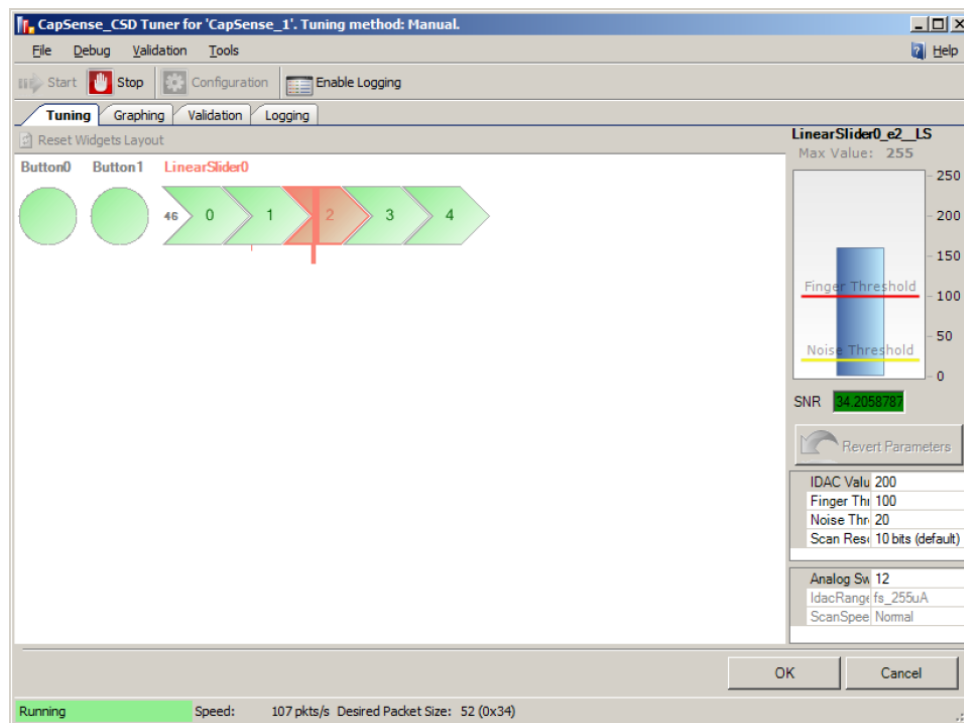 CapSense_CSD Tuner for 'CapSense_1'. Tuning method: Manual.
File Debug Validation Tools Help
Start Stop Configuration Enable Logging
Tuning Graphing Validation Logging
Reset Widgets Layout
LinearSlider0_e2__LS
Max Value: 255
Button0 Button1 LinearSlider0
46 0 1 2 3 4
250
200
150
Finger Threshold
100
50
Noise Threshold
0
SNR 34.2058787
Revert Parameters
IDAC Valu 200
Finger Thr 100
Noise Thr 20
Scan Reso 10 bits (default)
Analog Sw 12
IdacRange fs_255uA
ScanSpee Normal
OK Cancel
Running Speed: 107 pkts/s Desired Packet Size: 52 (0x34)